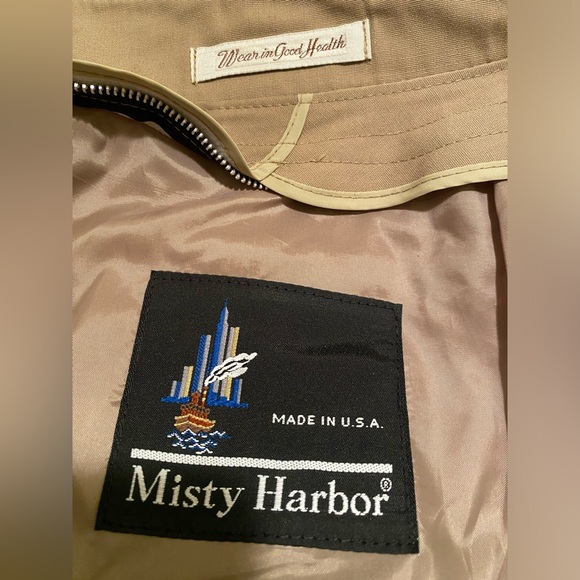 Wear in Good Health
MADE IN U.S.A.
Misty Harbor®